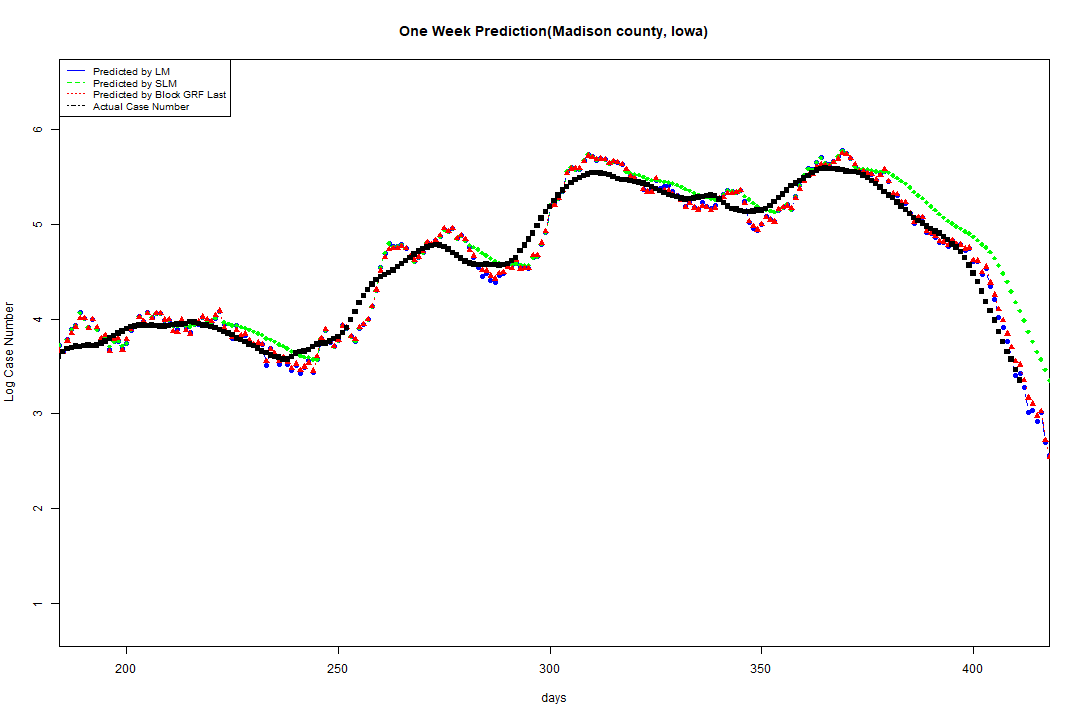 One Week Prediction(Madison county, Iowa)
Predicted by LM
Predicted by SLM
Predicted by Block GRF Last
Actual Case Number
Log Case Number
6
5
4
3
2
1
200 250 300 350 400
days